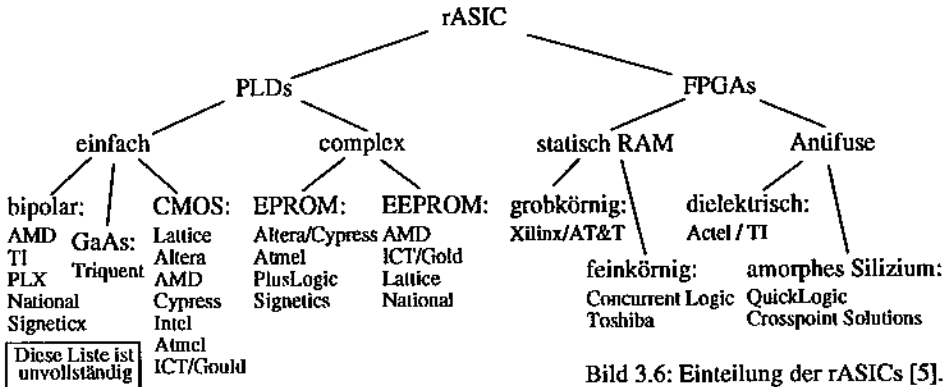 rASIC
PLDs
FPGAs
einfach
complex
statisch RAM
Antifuse
bipolar:
AMD
TI
PLX
National
Signeticx
GaAs:
Triquent
CMOS:
Lattice
Altera
AMD
Cypress
Intel
Atmel
ICT/Gould
EPROM:
Altera/Cypress
Atmel
PlusLogic
Signetics
EEPROM:
AMD
ICT/Gold
Lattice
National
grobkörnig:
Xilinx/AT&T
feinkörnig:
Concurrent Logic
Toshiba
dielektrisch:
Actel / TI
amorphes Silizium:
QuickLogic
Crosspoint Solutions
Diese Liste ist
unvollständig
Bild 3.6: Einteilung der rASICs [5].